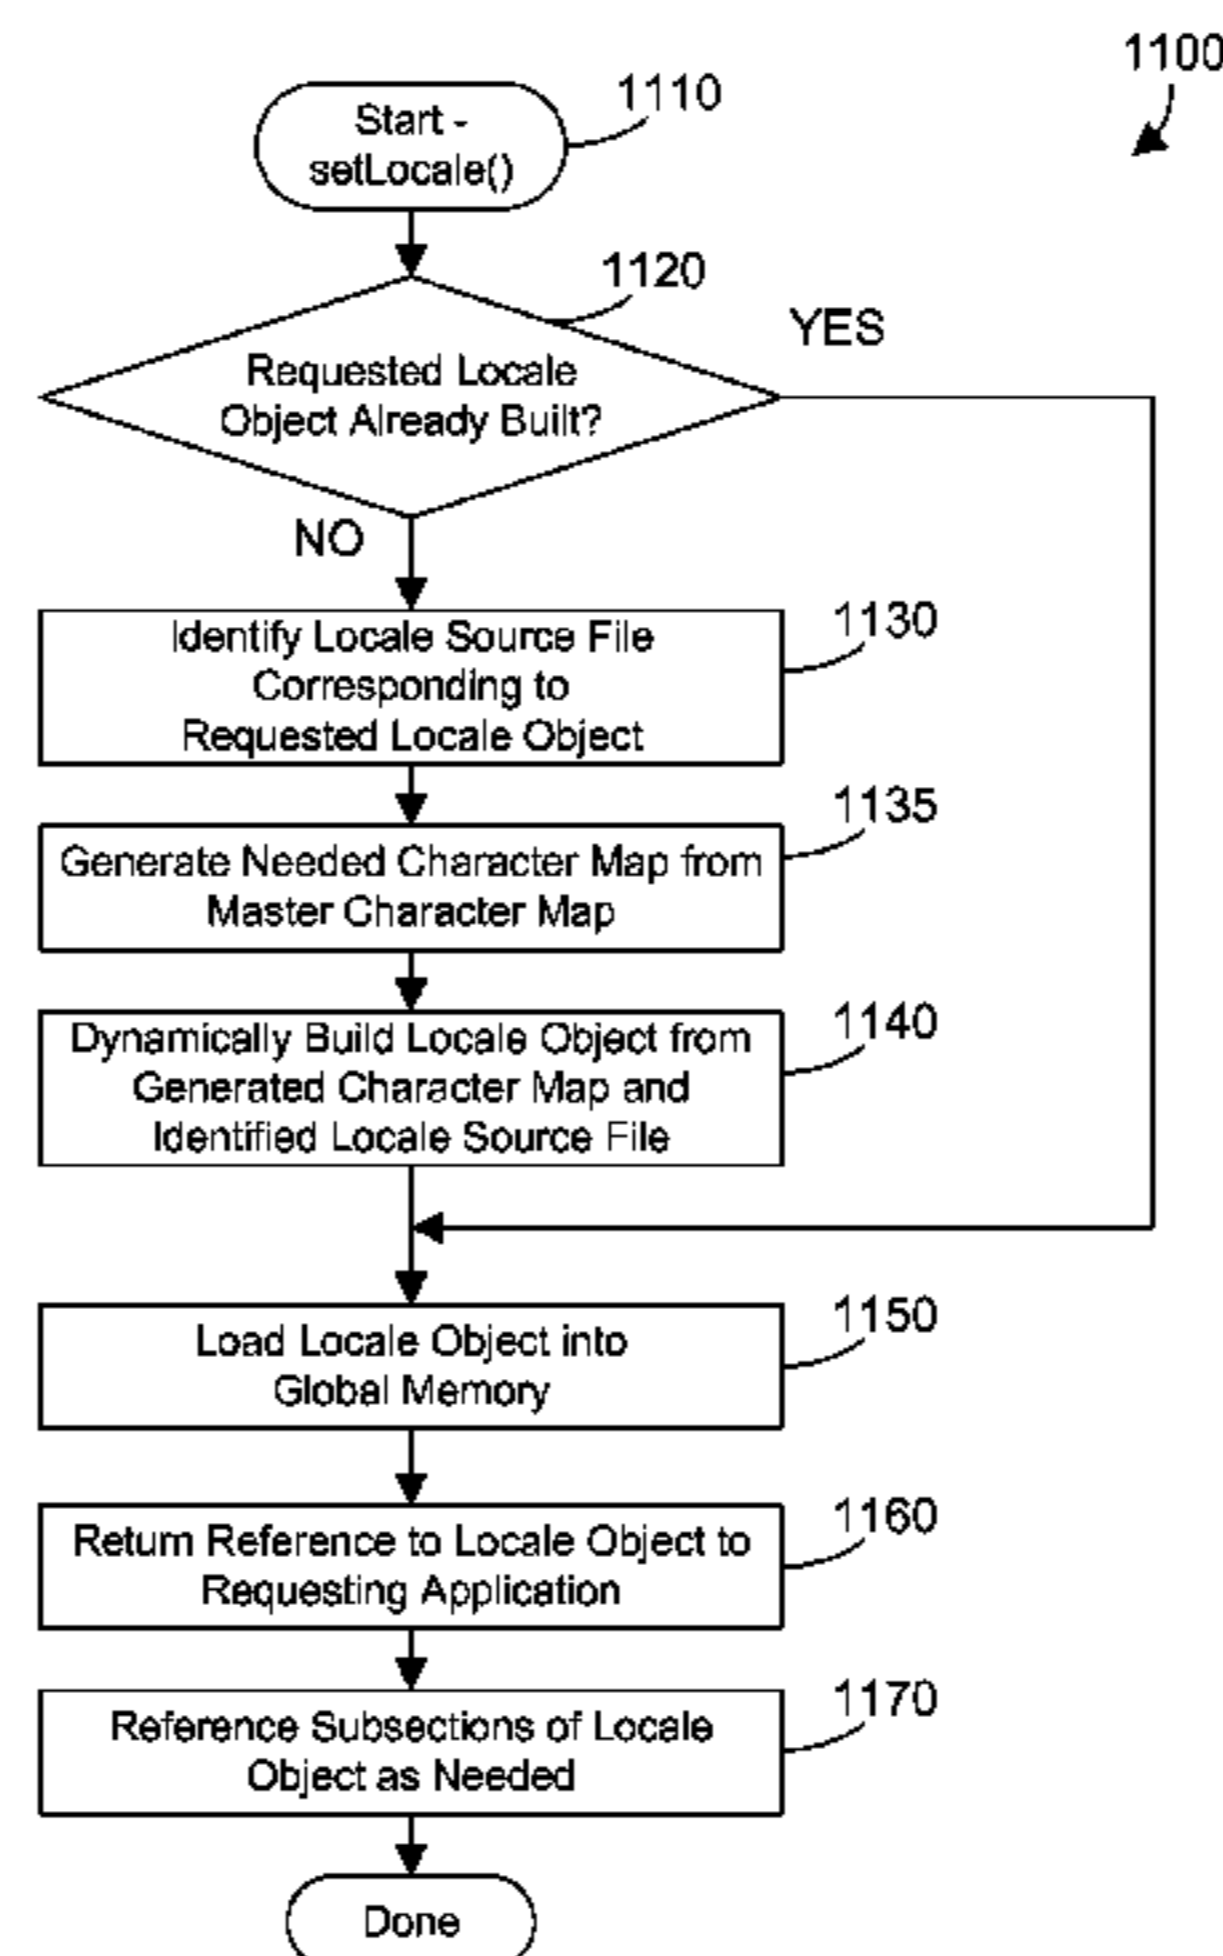 1100
Start -
setLocale()
1110
1120
Requested Locale
Object Already Built?
YES
NO
Identify Locale Source File
Corresponding to
Requested Locale Object
1130
Generate Needed Character Map from
Master Character Map
1135
Dynamically Build Locale Object from
Generated Character Map and
Identified Locale Source File
1140
Load Locale Object into
Global Memory
1150
Return Reference to Locale Object to
Requesting Application
1160
Reference Subsections of Locale
Object as Needed
1170
Done